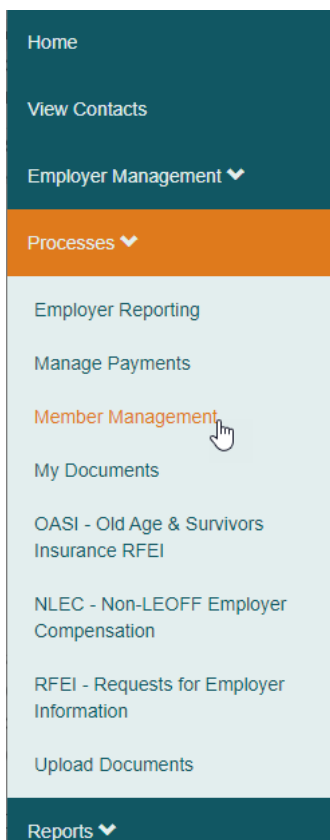 Home
View Contacts
Employer Management
Processes
Employer Reporting
Manage Payments
Member Management
My Documents
OASI - Old Age & Survivors
Insurance RFEI
NLEC - Non-LEOFF Employer
Compensation
RFEI - Requests for Employer
Information
Upload Documents
Reports